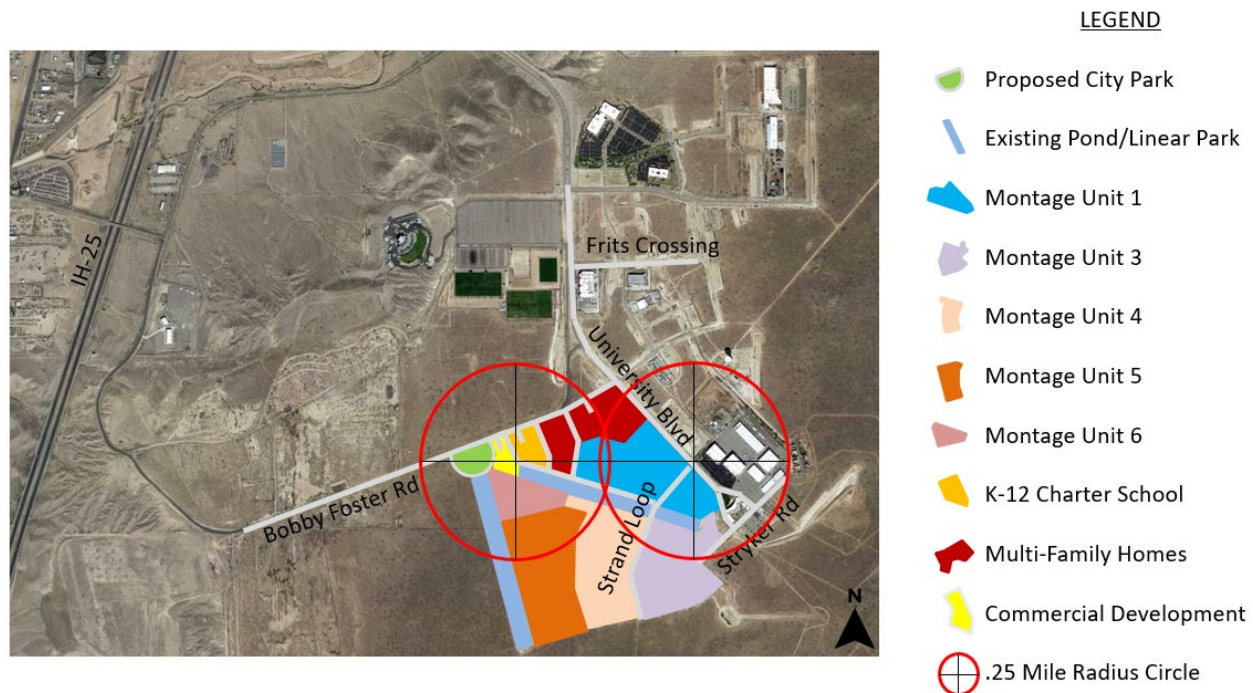 LEGEND
Proposed City Park
Existing Pond/Linear Park
Montage Unit 1
Montage Unit 3
Montage Unit 4
Montage Unit 5
Montage Unit 6
K-12 Charter School
Multi-Family Homes
Commercial Development
.25 Mile Radius Circle
IH-25
Frits Crossing
University Blvd
Bobby Foster Rd
Strand Loop
Stryker Rd
N